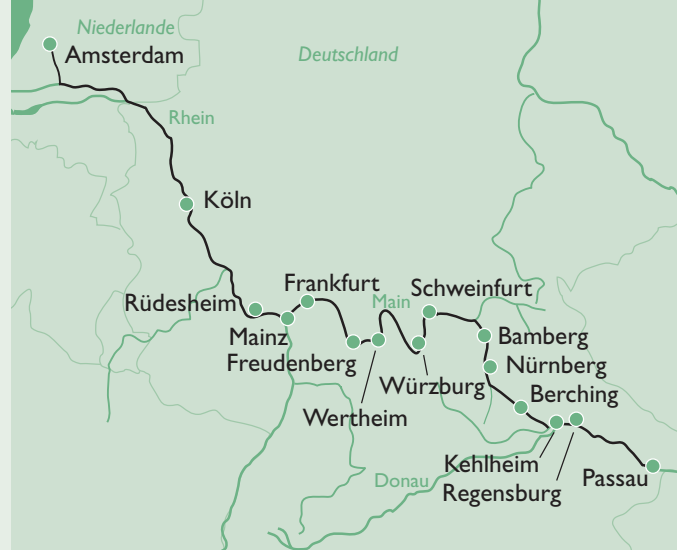 Niederlande
Amsterdam
Deutschland
Rhein
Köln
Frankfurt
Schweinfurt
Rüdesheim
Main
Mainz
Bamberg
Freudenberg
Nürnberg
Würzburg
Berching
Wertheim
Kehlheim
Donau
Regensburg
Passau